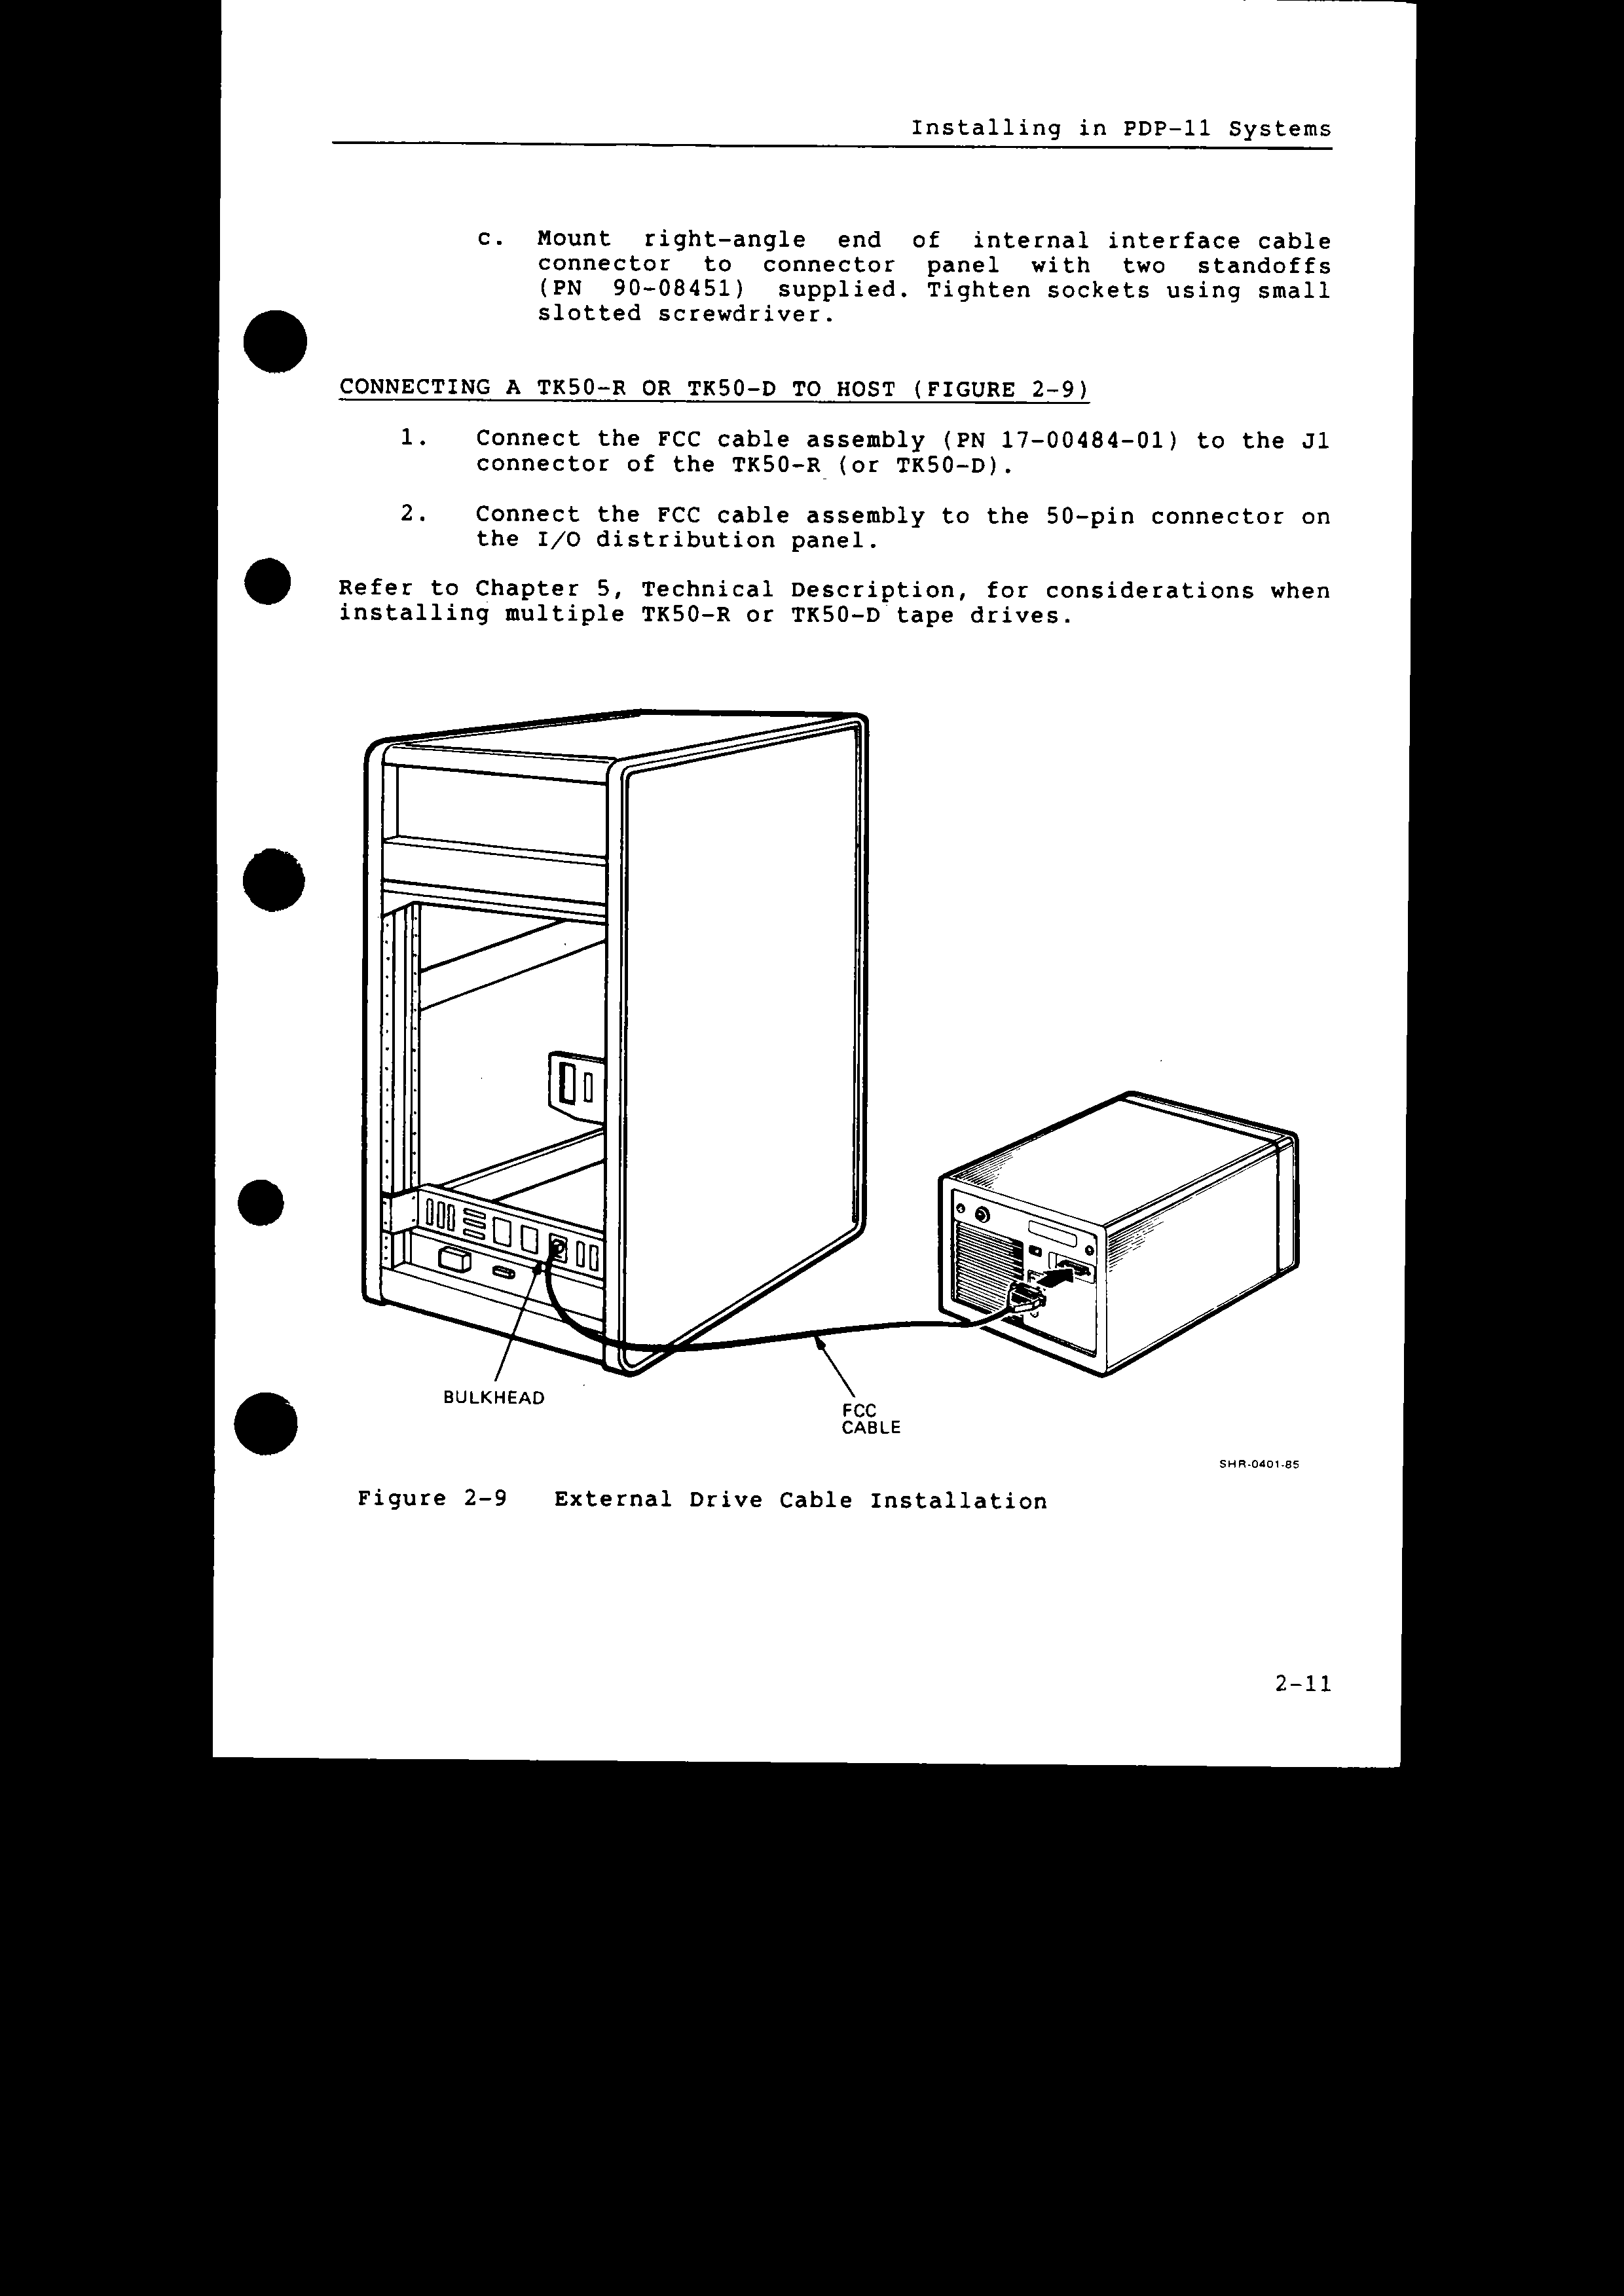 Installing in PDP-11 Systems
c. Mount right-angle end of internal interface cable
connector to connector panel with two standoffs
(PN 90-08451) supplied. Tighten sockets using small
slotted screwdriver.
CONNECTING A TK50-R OR TK50-D TO HOST (FIGURE 2-9)
1. Connect the FCC cable assembly (PN 17-00484-01) to the J1
connector of the TK50-R (or TK50-D).
2. Connect the FCC cable assembly to the 50-pin connector on
the I/O distribution panel.
Refer to Chapter 5, Technical Description, for considerations when
installing multiple TK50-R or TK50-D tape drives.
BULKHEAD
FCC
CABLE
SHR-0401-85
Figure 2-9 External Drive Cable Installation
2-11